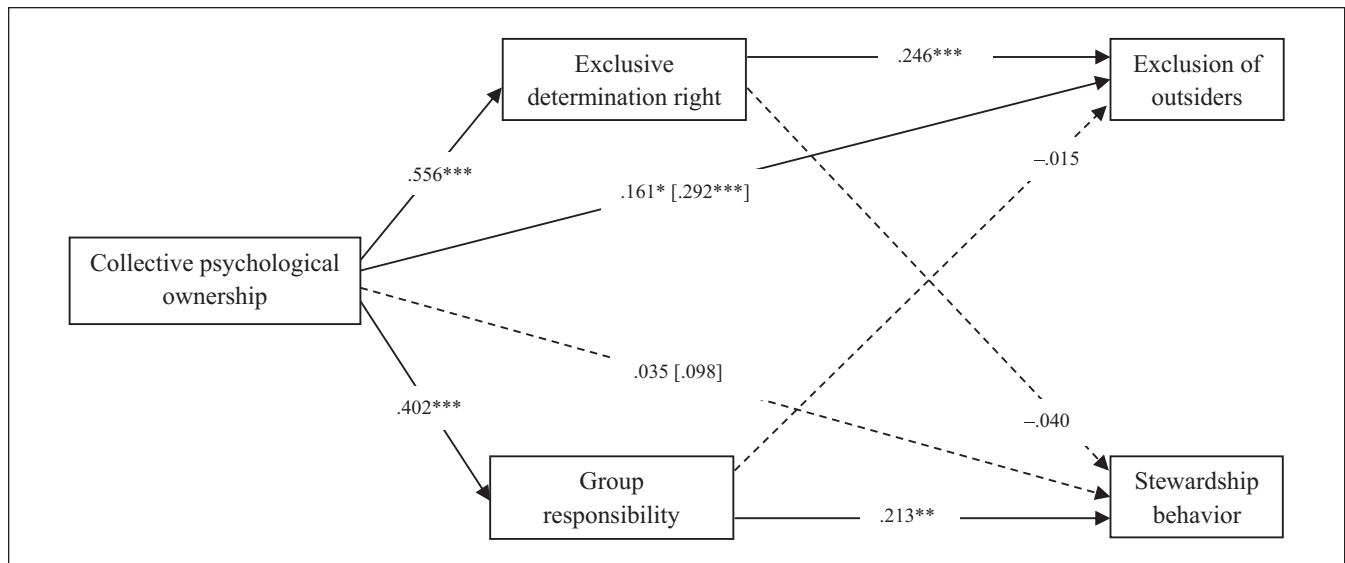 Exclusive
determination right
.246***
Exclusion of
outsiders
.556***
.161* [.292***]
–.015
Collective psychological
ownership
.035 [.098]
.402***
–.040
Group
responsibility
.213**
Stewardship
behavior